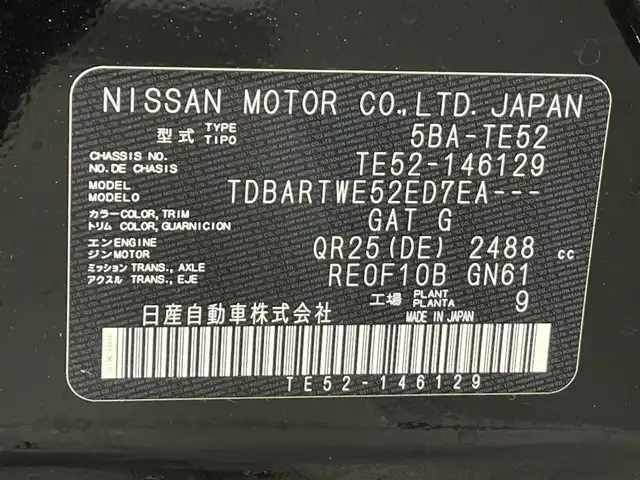 NISSAN MOTOR CO.,LTD. JAPAN
型式 TYPE TIPO 5BA-TE52
CHASSIS NO. NO. DE CHASIS TE52-146129
MODEL MODELO TDBARTWE52ED7EA---
カラー COLOR, TRIM トリム COLOR, GUARNICION GAT G
エンジン ENGINE MOTOR QR25(DE) 2488 cc
ミッション TRANS., AXLE アクスル TRANS., EJE RE0F10B GN61
工場 PLANT PLANTA 9
日産自動車株式会社 MADE IN JAPAN
TE52-146129